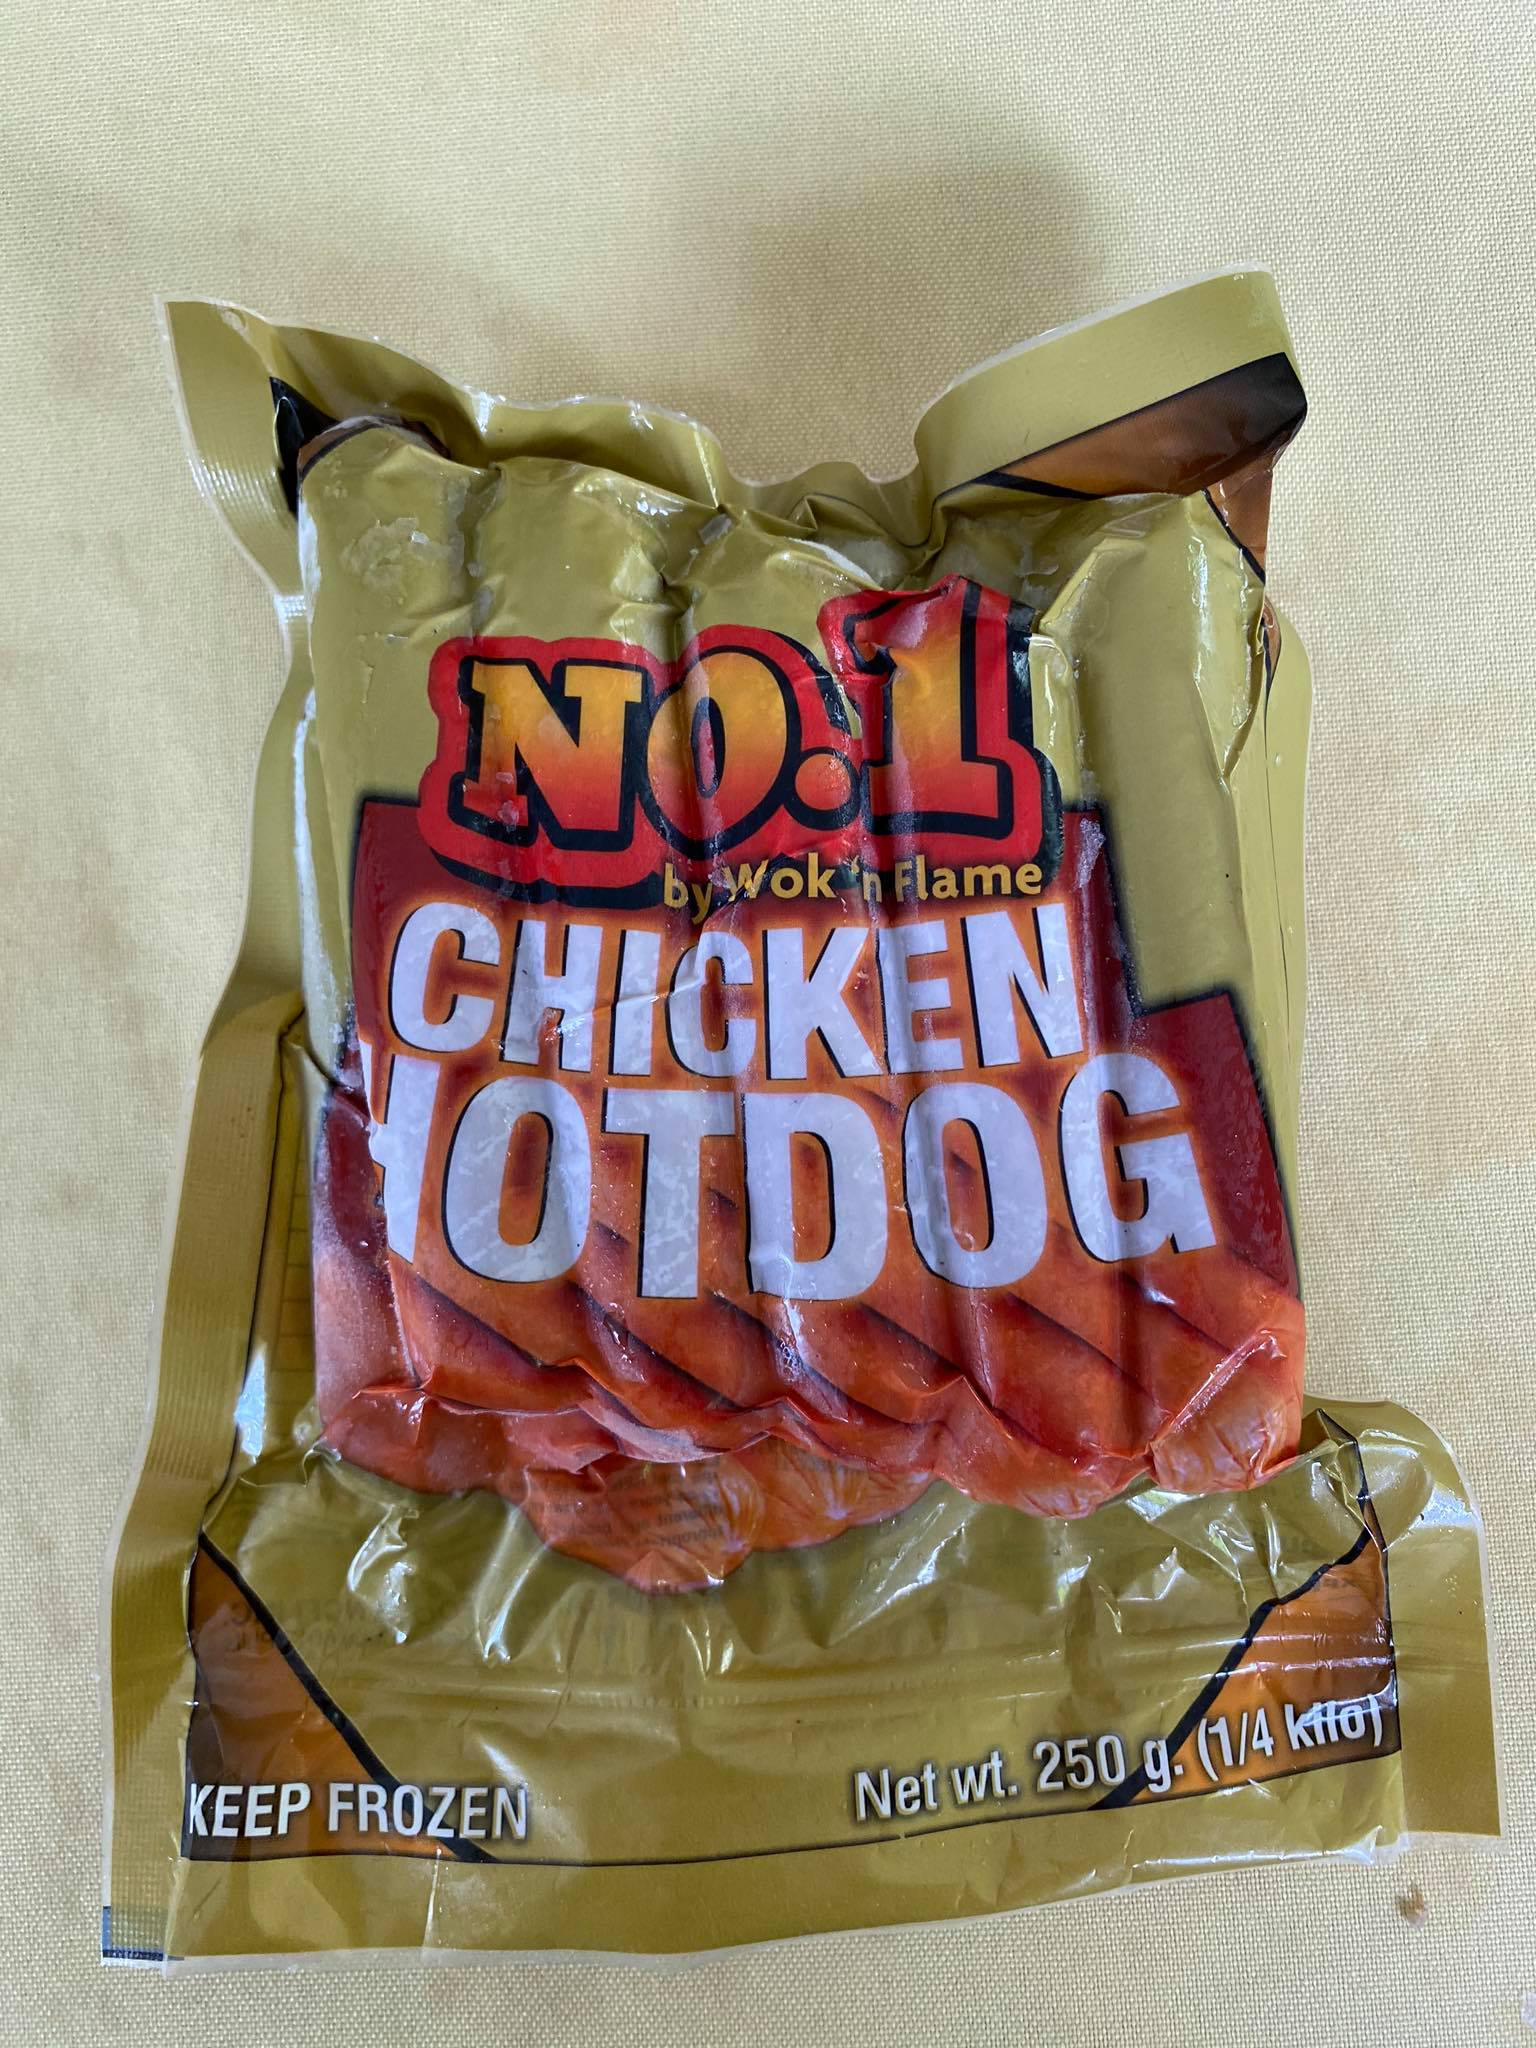 NO.1
by Wok 'n Flame
CHICKEN
HOTDOG
KEEP FROZEN
Net wt. 250 g. (1/4 kilo)